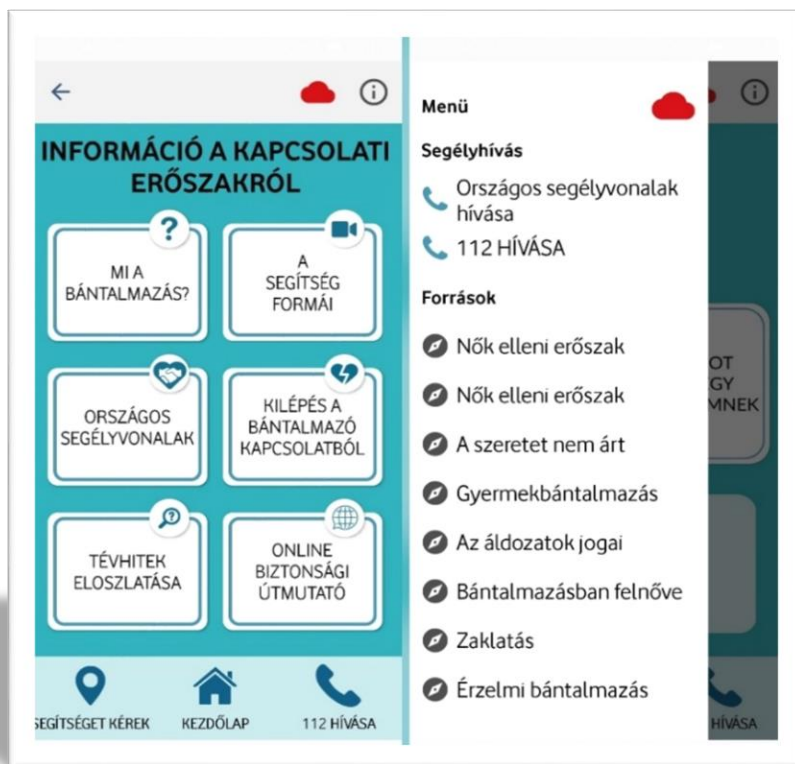 INFORMÁCIÓ A KAPCSOLATI
ERŐSZAKRÓL
?
MI A
BÁNTALMAZÁS?
A
SEGÍTSÉG
FORMÁI
ORSZÁGOS
SEGÉLYVONALAK
KILÉPÉS A
BÁNTALMAZÓ
KAPCSOLATBÓL
TÉVHITEK
ELOSZLATÁSA
ONLINE
BIZTONSÁGI
ÚTMUTATÓ
SEGÍTSÉGET KÉREK
KEZDŐLAP
112 HÍVÁSA
Menü
Segélyhívás
Országos segélyvonalak
hívása
112 HÍVÁSA
Források
Nők elleni erőszak
Nők elleni erőszak
A szeretet nem árt
Gyermekbántalmazás
Az áldozatok jogai
Bántalmazásban felnőve
Zaklatás
Érzelmi bántalmazás
OT
GY
MNEK
HÍVÁSA